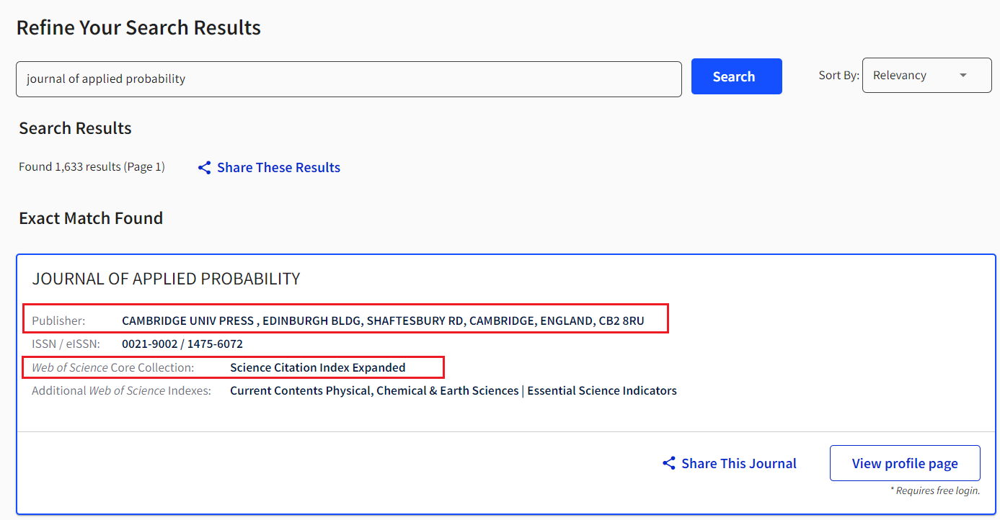 Refine Your Search Results
journal of applied probability
Search
Sort By:
Relevancy
Search Results
Found 1,633 results (Page 1)
Share These Results
Exact Match Found
JOURNAL OF APPLIED PROBABILITY
Publisher: CAMBRIDGE UNIV PRESS , EDINBURGH BLDG, SHAFTESBURY RD, CAMBRIDGE, ENGLAND, CB2 8RU
ISSN / eISSN: 0021-9002 / 1475-6072
Web of Science Core Collection: Science Citation Index Expanded
Additional Web of Science Indexes: Current Contents Physical, Chemical & Earth Sciences | Essential Science Indicators
Share This Journal
View profile page
* Requires free login.